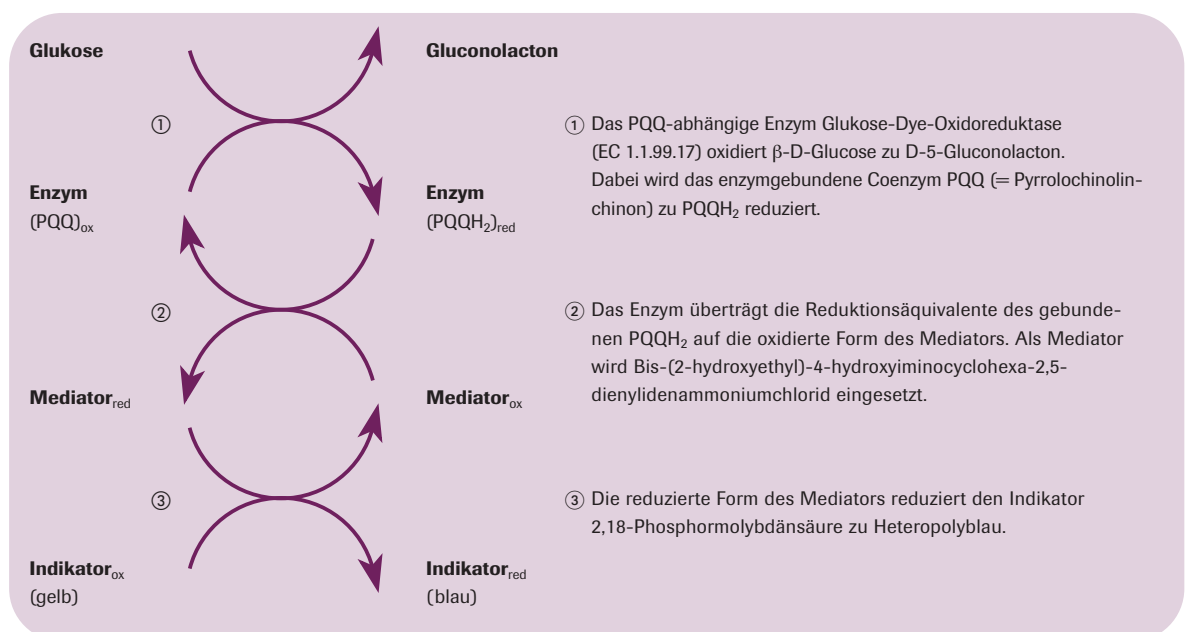 Glukose
Gluconolacton
①
① Das PQQ-abhängige Enzym Glukose-Dye-Oxidoreduktase
(EC 1.1.99.17) oxidiert β-D-Glucose zu D-5-Gluconolacton.
Dabei wird das enzymgebundene Coenzym PQQ (= Pyrrolochinolin-
chinon) zu PQQH₂ reduziert.
Enzym
(PQQ)ox
Enzym
(PQQH₂)red
②
② Das Enzym überträgt die Reduktionsäquivalente des gebunde-
nen PQQH₂ auf die oxidierte Form des Mediators. Als Mediator
wird Bis-(2-hydroxyethyl)-4-hydroxyiminocyclohexa-2,5-
dienylidenammoniumchlorid eingesetzt.
Mediatorred
Mediatorox
③
③ Die reduzierte Form des Mediators reduziert den Indikator
2,18-Phosphormolybdänsäure zu Heteropolyblau.
Indikatorox
(gelb)
Indikatorred
(blau)